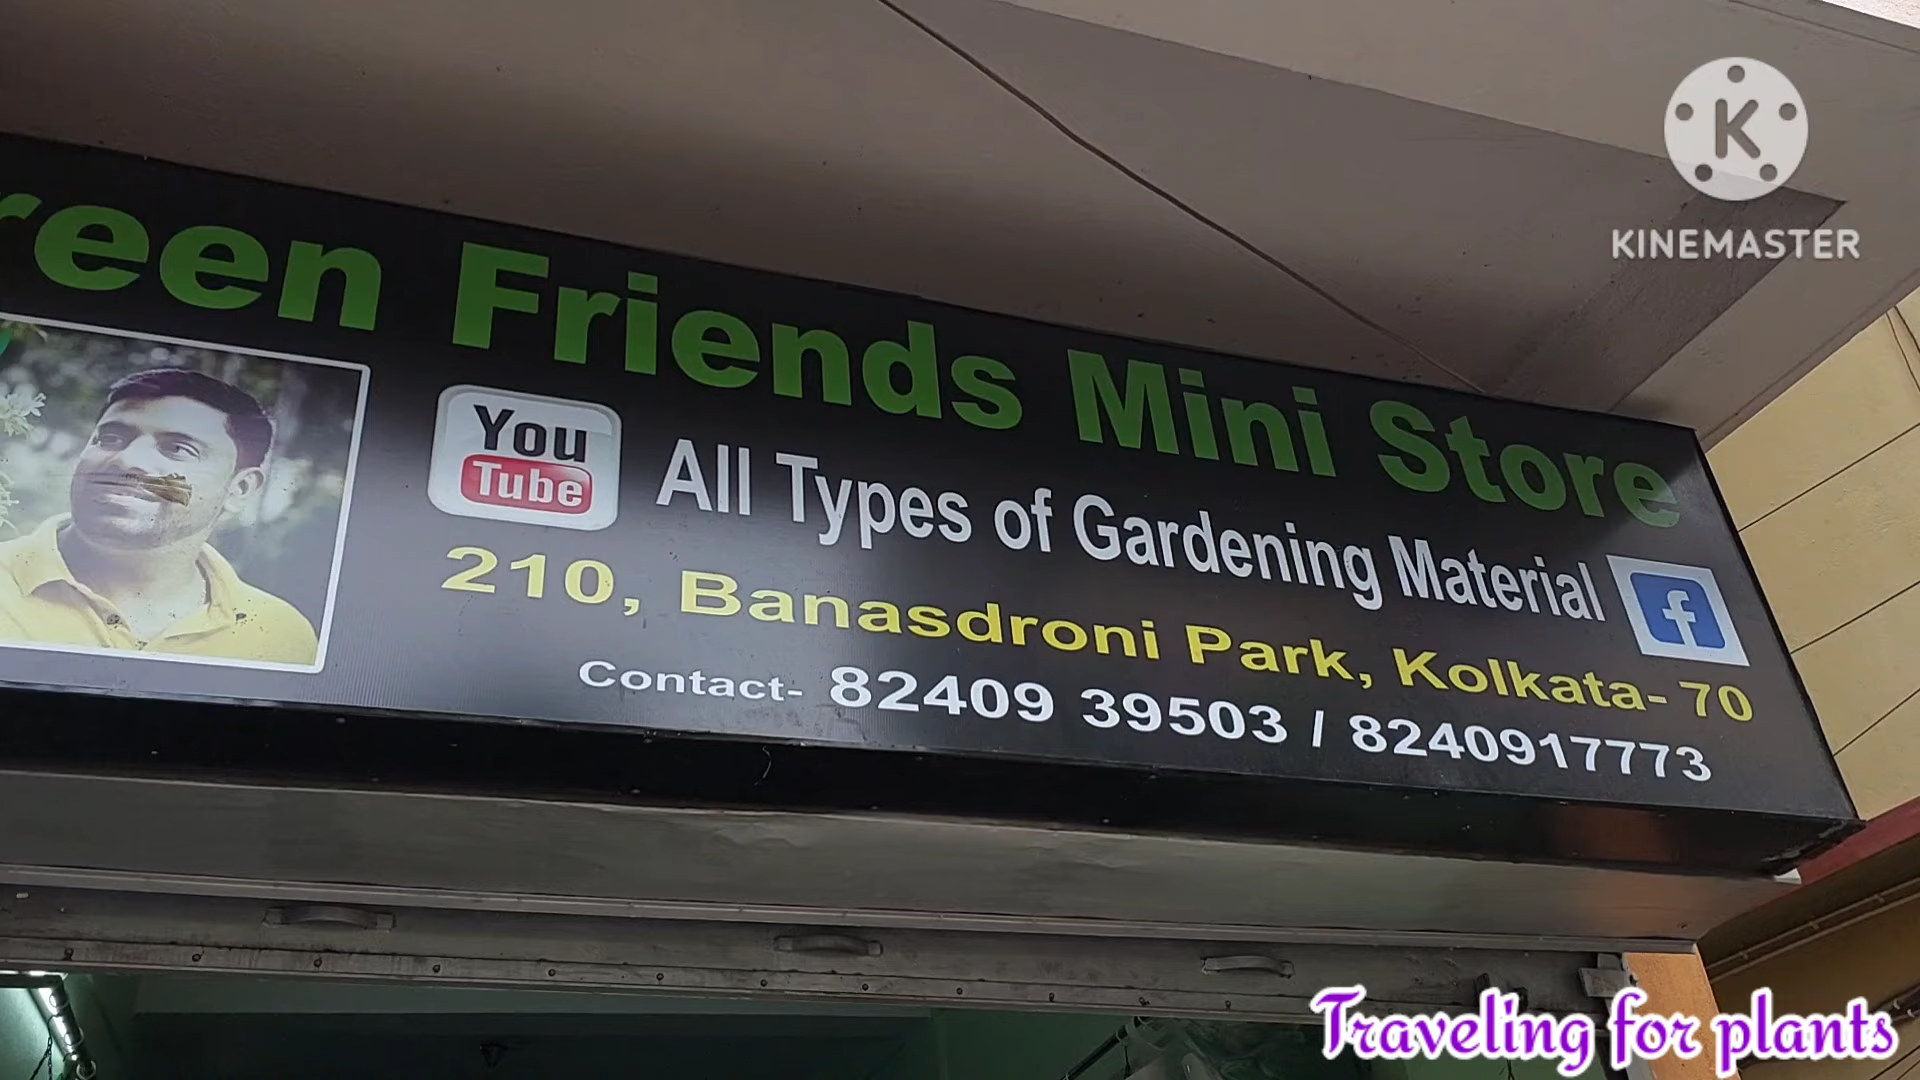 K
KINEMASTER
reen Friends Mini Store
You
Tube
All Types of Gardening Material
f
210, Banasdroni Park, Kolkata- 70
Contact- 82409 39503 / 8240917773
Traveling for plants